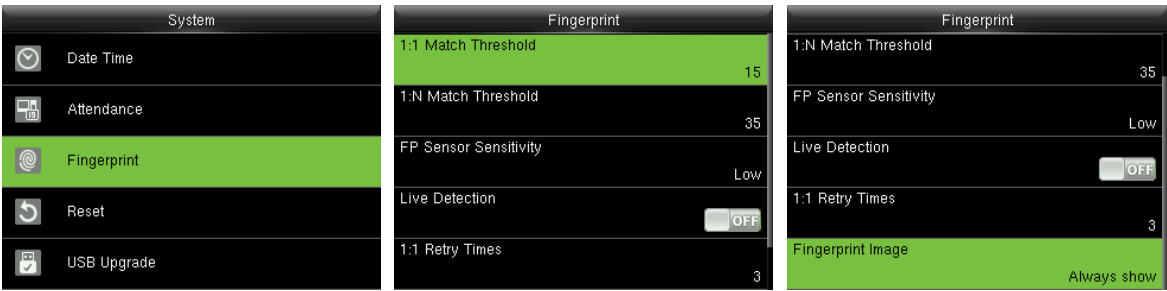 System
Date Time
Attendance
Fingerprint
Reset
USB Upgrade
Fingerprint
1:1 Match Threshold
15
1:N Match Threshold
35
FP Sensor Sensitivity
Low
Live Detection
OFF
1:1 Retry Times
3
Fingerprint
1:N Match Threshold
35
FP Sensor Sensitivity
Low
Live Detection
OFF
1:1 Retry Times
3
Fingerprint Image
Always show